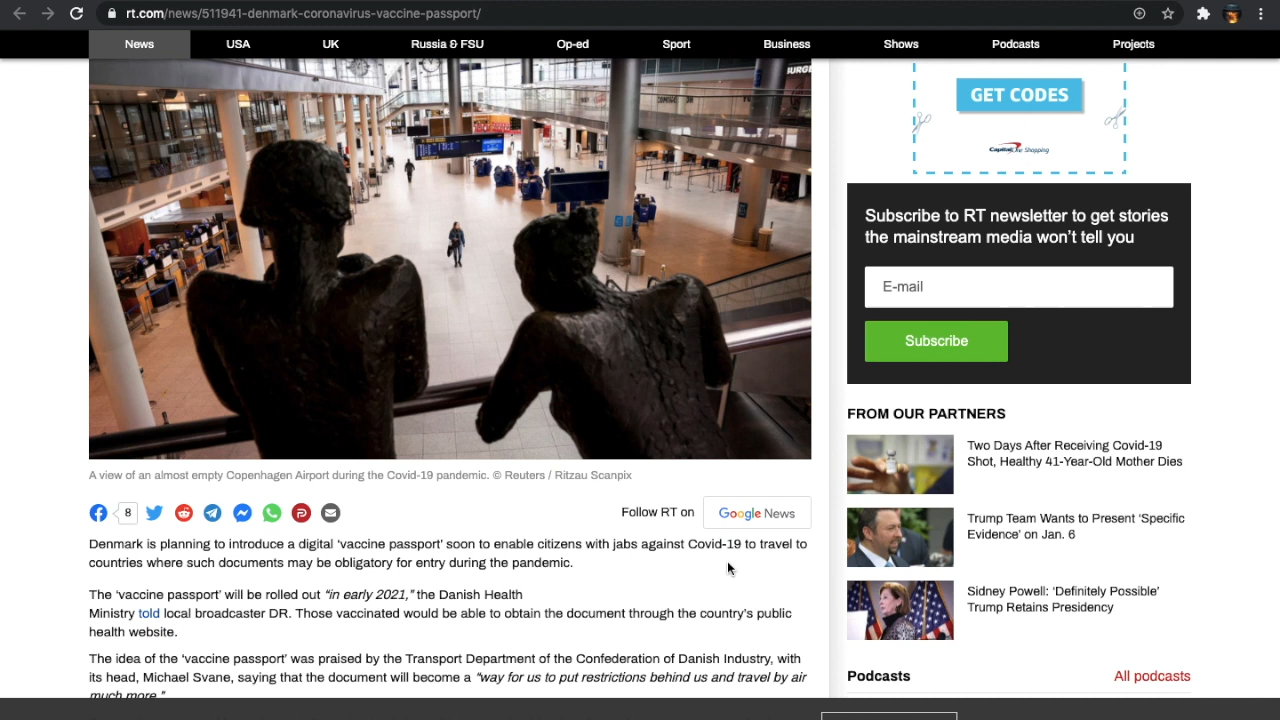 rt.com/news/511941-denmark-coronavirus-vaccine-passport/
News USA UK Russia & FSU Op-ed Sport Business Shows Podcasts Projects
A view of an almost empty Copenhagen Airport during the Covid-19 pandemic. © Reuters / Ritzau Scanpix
8
Follow RT on Google News
Denmark is planning to introduce a digital 'vaccine passport' soon to enable citizens with jabs against Covid-19 to travel to
countries where such documents may be obligatory for entry during the pandemic.
The 'vaccine passport' will be rolled out "in early 2021," the Danish Health
Ministry told local broadcaster DR. Those vaccinated would be able to obtain the document through the country's public
health website.
The idea of the 'vaccine passport' was praised by the Transport Department of the Confederation of Danish Industry, with
its head, Michael Svane, saying that the document will become a "way for us to put restrictions behind us and travel by air
much more."
GET CODES
Capital One Shopping
Subscribe to RT newsletter to get stories
the mainstream media won't tell you
E-mail
Subscribe
FROM OUR PARTNERS
Two Days After Receiving Covid-19
Shot, Healthy 41-Year-Old Mother Dies
Trump Team Wants to Present 'Specific
Evidence' on Jan. 6
Sidney Powell: 'Definitely Possible'
Trump Retains Presidency
Podcasts
All podcasts